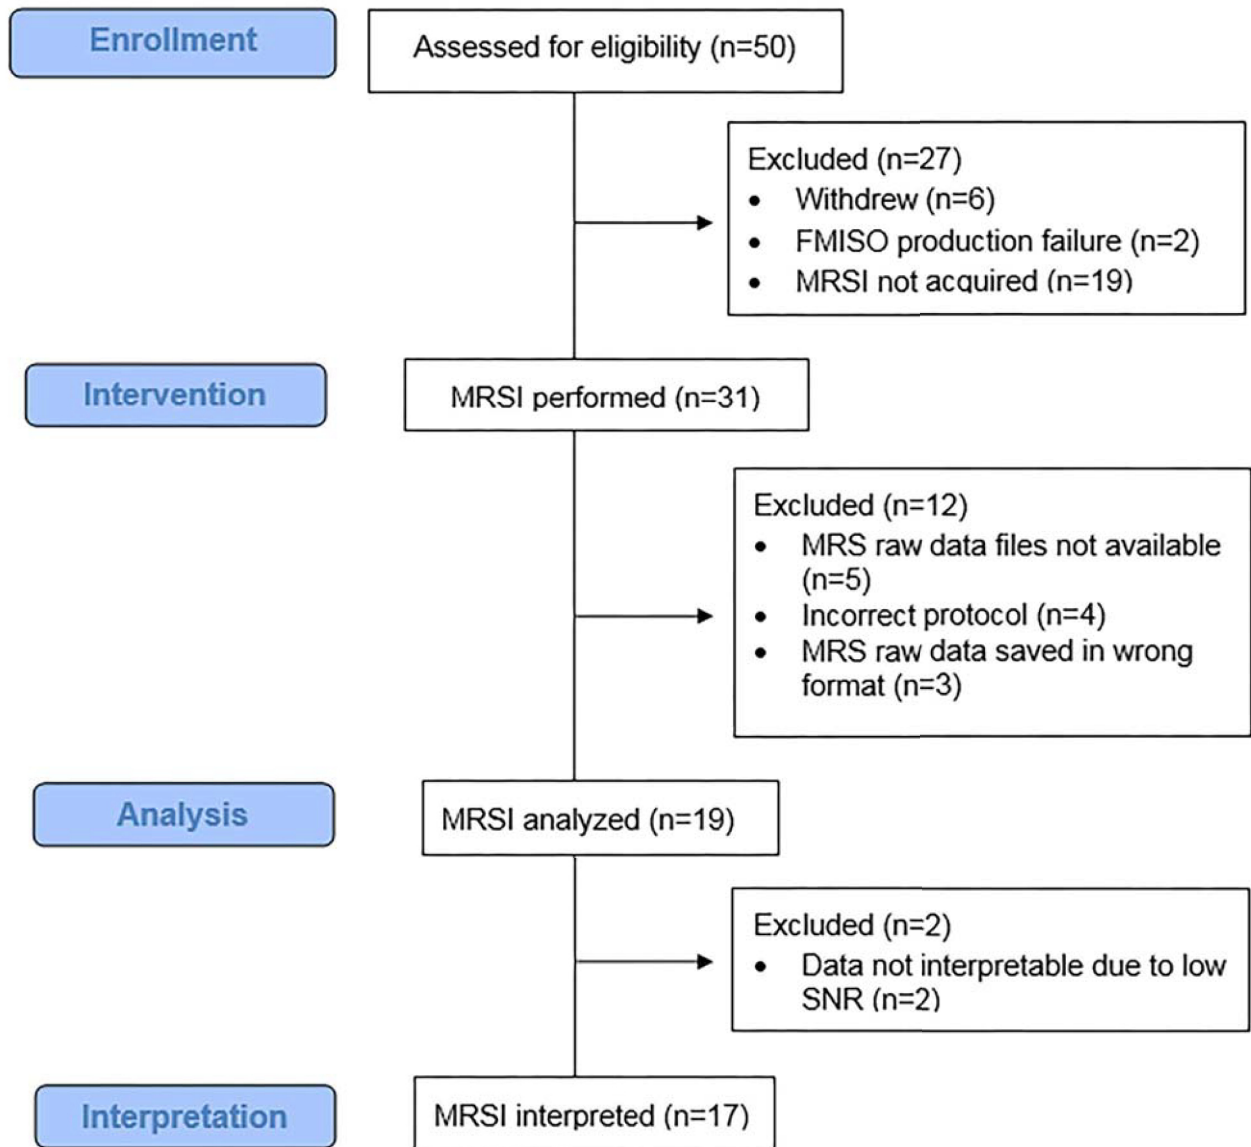 Enrollment
Assessed for eligibility (n=50)
Excluded (n=27)
• Withdrew (n=6)
• FMISO production failure (n=2)
• MRSI not acquired (n=19)
Intervention
MRSI performed (n=31)
Excluded (n=12)
• MRS raw data files not available
(n=5)
• Incorrect protocol (n=4)
• MRS raw data saved in wrong
format (n=3)
Analysis
MRSI analyzed (n=19)
Excluded (n=2)
• Data not interpretable due to low
SNR (n=2)
Interpretation
MRSI interpreted (n=17)